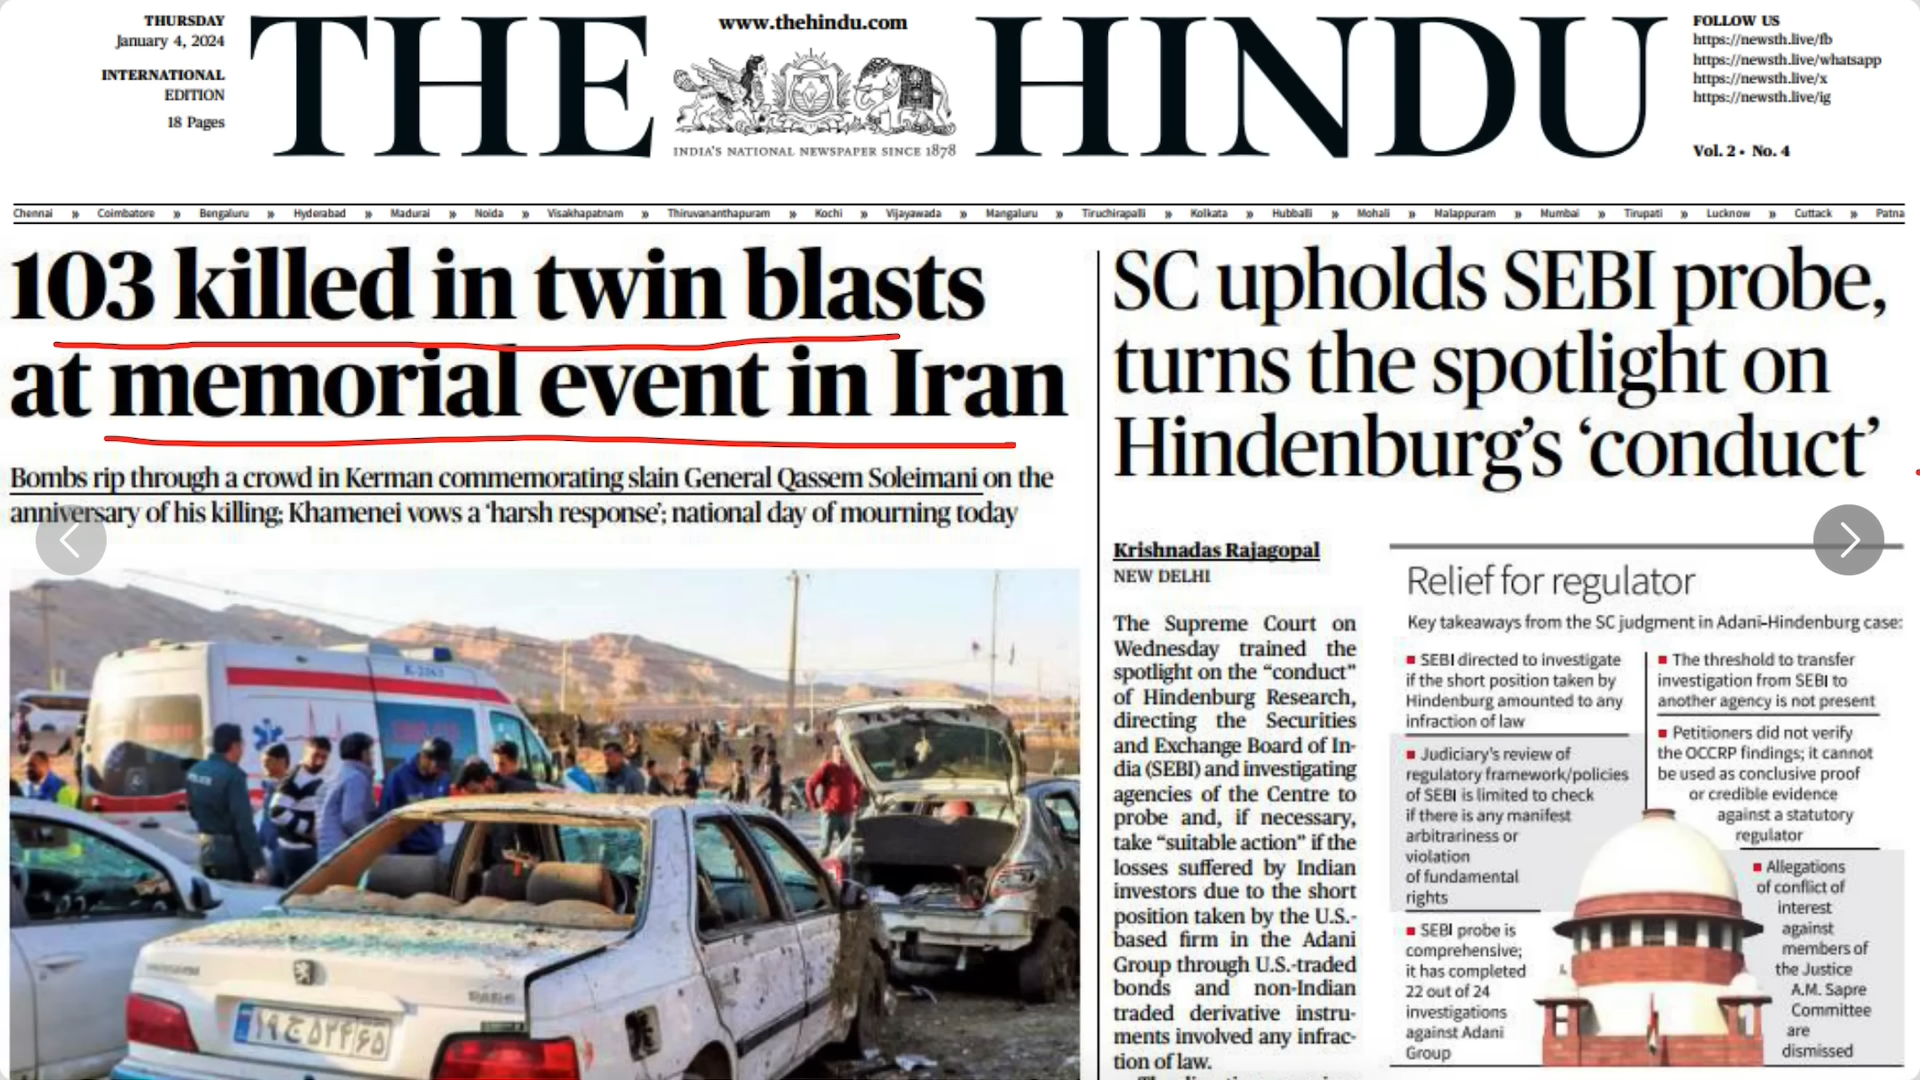 THURSDAY
January 4, 2024
INTERNATIONAL
EDITION
18 Pages
THE HINDU
www.thehindu.com
INDIA'S NATIONAL NEWSPAPER SINCE 1878
FOLLOW US
https://newsth.live/fb
https://newsth.live/whatsapp
https://newsth.live/x
https://newsth.live/ig
Vol. 2 • No. 4
Chennai » Coimbatore » Bengaluru » Hyderabad » Madurai » Noida » Visakhapatnam » Thiruvananthapuram » Kochi » Vijayawada » Mangaluru » Tiruchirapalli » Kolkata » Hubballi » Mohali » Malappuram » Mumbai » Tirupati » Lucknow » Cuttack » Patna
103 killed in twin blasts
at memorial event in Iran
Bombs rip through a crowd in Kerman commemorating slain General Qassem Soleimani on the
anniversary of his killing; Khamenei vows a ‘harsh response’; national day of mourning today
SC upholds SEBI probe,
turns the spotlight on
Hindenburg’s ‘conduct’
Krishnadas Rajagopal
NEW DELHI
The Supreme Court on
Wednesday trained the
spotlight on the “conduct”
of Hindenburg Research,
directing the Securities
and Exchange Board of In-
dia (SEBI) and investigating
agencies of the Centre to
probe and, if necessary,
take “suitable action” if the
losses suffered by Indian
investors due to the short
position taken by the U.S.-
based firm in the Adani
Group through U.S.-traded
bonds and non-Indian
traded derivative instru-
ments involved any infrac-
tion of law.
Relief for regulator
Key takeaways from the SC judgment in Adani-Hindenburg case:
SEBI directed to investigate
if the short position taken by
Hindenburg amounted to any
infraction of law
Judiciary’s review of
regulatory framework/policies
of SEBI is limited to check
if there is any manifest
arbitrariness or
violation
of fundamental
rights
SEBI probe is
comprehensive;
it has completed
22 out of 24
investigations
against Adani
Group
The threshold to transfer
investigation from SEBI to
another agency is not present
Petitioners did not verify
the OCCRP findings; it cannot
be used as conclusive proof
or credible evidence
against a statutory
regulator
Allegations
of conflict of
interest
against
members of
the Justice
A.M. Sapre
Committee
are
dismissed